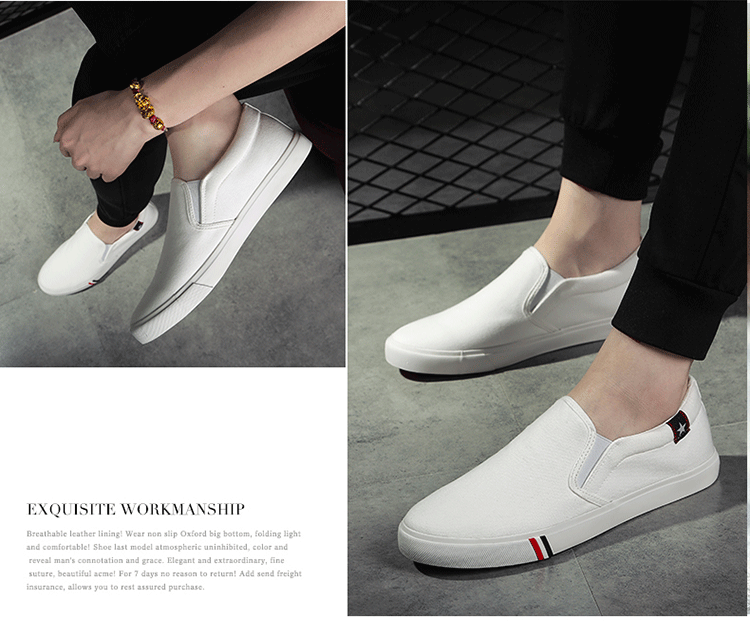 EXQUISITE WORKMANSHIP
Breathable leather lining! Wear non slip Oxford big bottom, folding light
and comfortable! Shoe last model atmospheric uninhibited, color and
reveal man's connotation and grace. Elegant and extraordinary, fine
suture, beautiful acme! For 7 days no reason to return! Add send freight
insurance, allows you to rest assured purchase.